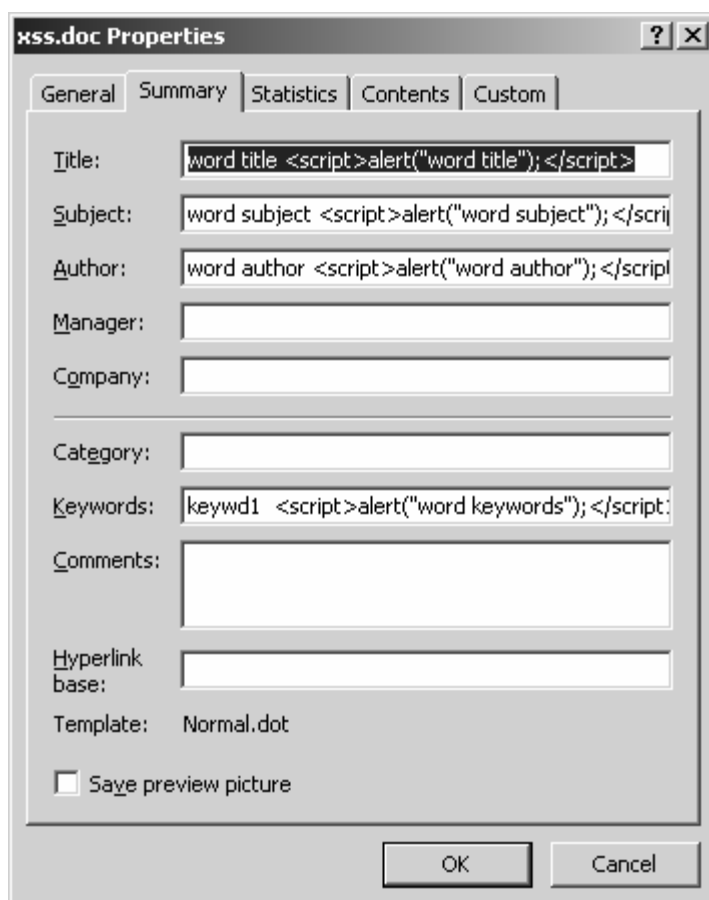 xss.doc Properties
General Summary Statistics Contents Custom
Title: word title <script>alert("word title");</script>
Subject: word subject <script>alert("word subject");</scri
Author: word author <script>alert("word author");</script
Manager:
Company:
Category:
Keywords: keywd1 <script>alert("word keywords");</script
Comments:
Hyperlink
base:
Template: Normal.dot
Save preview picture
OK Cancel